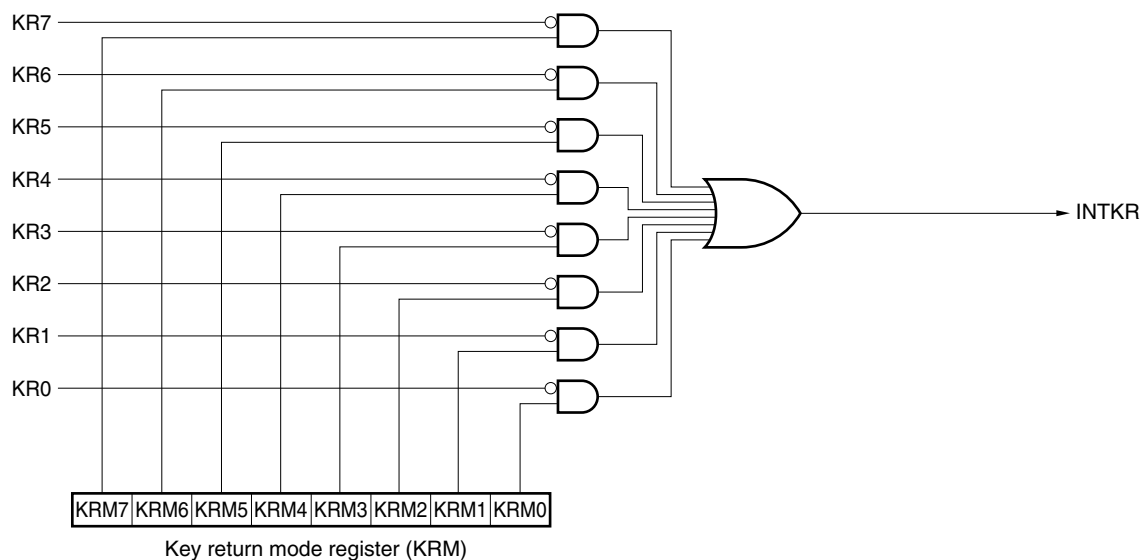 KR7
KR6
KR5
KR4
KR3
KR2
KR1
KR0
INTKR
KRM7 KRM6 KRM5 KRM4 KRM3 KRM2 KRM1 KRM0
Key return mode register (KRM)